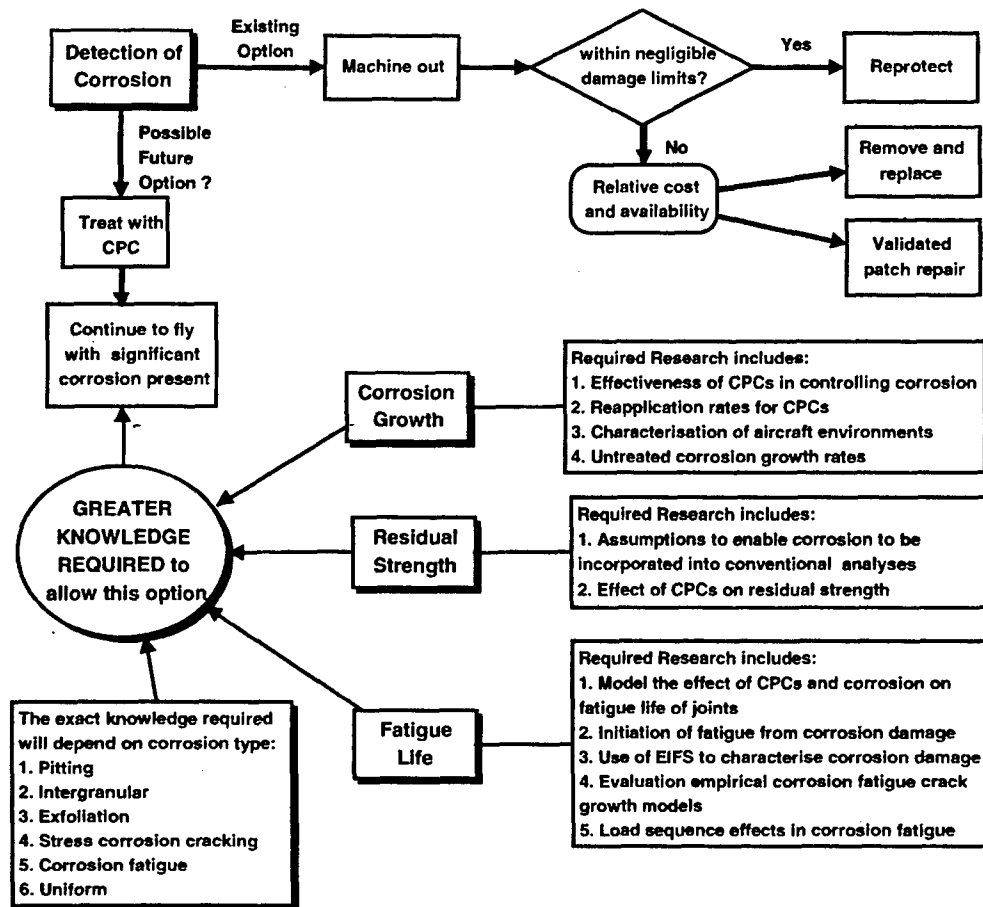 Detection of
Corrosion
Existing
Option
Machine out
within negligible
damage limits?
Yes
Reprotect
No
Relative cost
and availability
Remove and
replace
Validated
patch repair
Possible
Future
Option ?
Treat with
CPC
Continue to fly
with significant
corrosion present
GREATER
KNOWLEDGE
REQUIRED to
allow this option
Corrosion
Growth
Required Research includes:
1. Effectiveness of CPCs in controlling corrosion
2. Reapplication rates for CPCs
3. Characterisation of aircraft environments
4. Untreated corrosion growth rates
Residual
Strength
Required Research includes:
1. Assumptions to enable corrosion to be
incorporated into conventional analyses
2. Effect of CPCs on residual strength
Fatigue
Life
Required Research includes:
1. Model the effect of CPCs and corrosion on
fatigue life of joints
2. Initiation of fatigue from corrosion damage
3. Use of EIFS to characterise corrosion damage
4. Evaluation empirical corrosion fatigue crack
growth models
5. Load sequence effects in corrosion fatigue
The exact knowledge required
will depend on corrosion type:
1. Pitting
2. Intergranular
3. Exfoliation
4. Stress corrosion cracking
5. Corrosion fatigue
6. Uniform